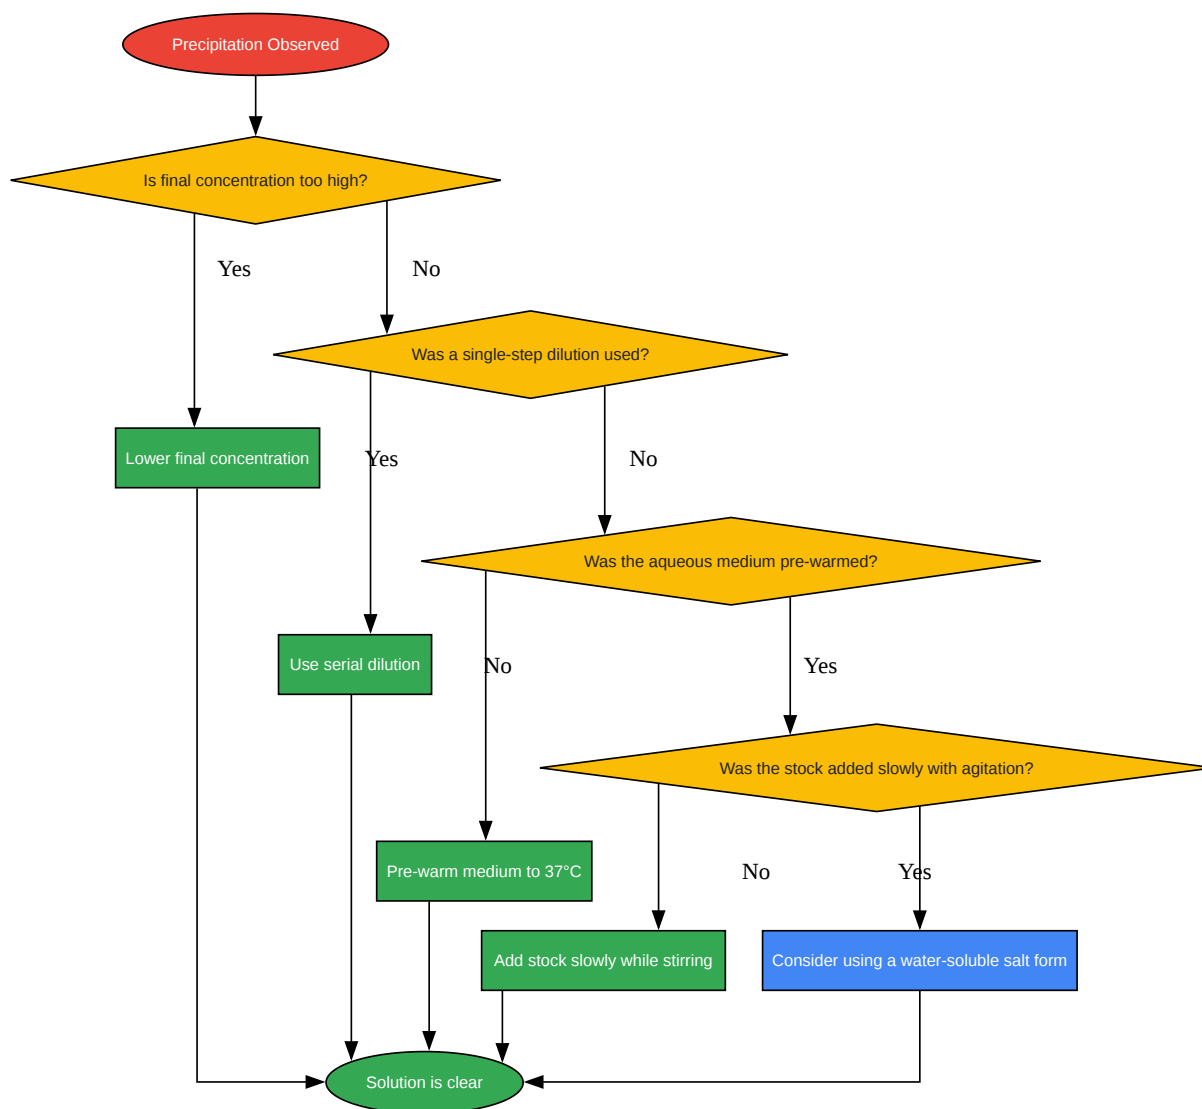 Precipitation Observed
Is final concentration too high?
Yes
No
Was a single-step dilution used?
Lower final concentration
Yes
No
Was the aqueous medium pre-warmed?
Use serial dilution
No
Yes
Was the stock added slowly with agitation?
Pre-warm medium to 37°C
No
Yes
Add stock slowly while stirring
Consider using a water-soluble salt form
Solution is clear